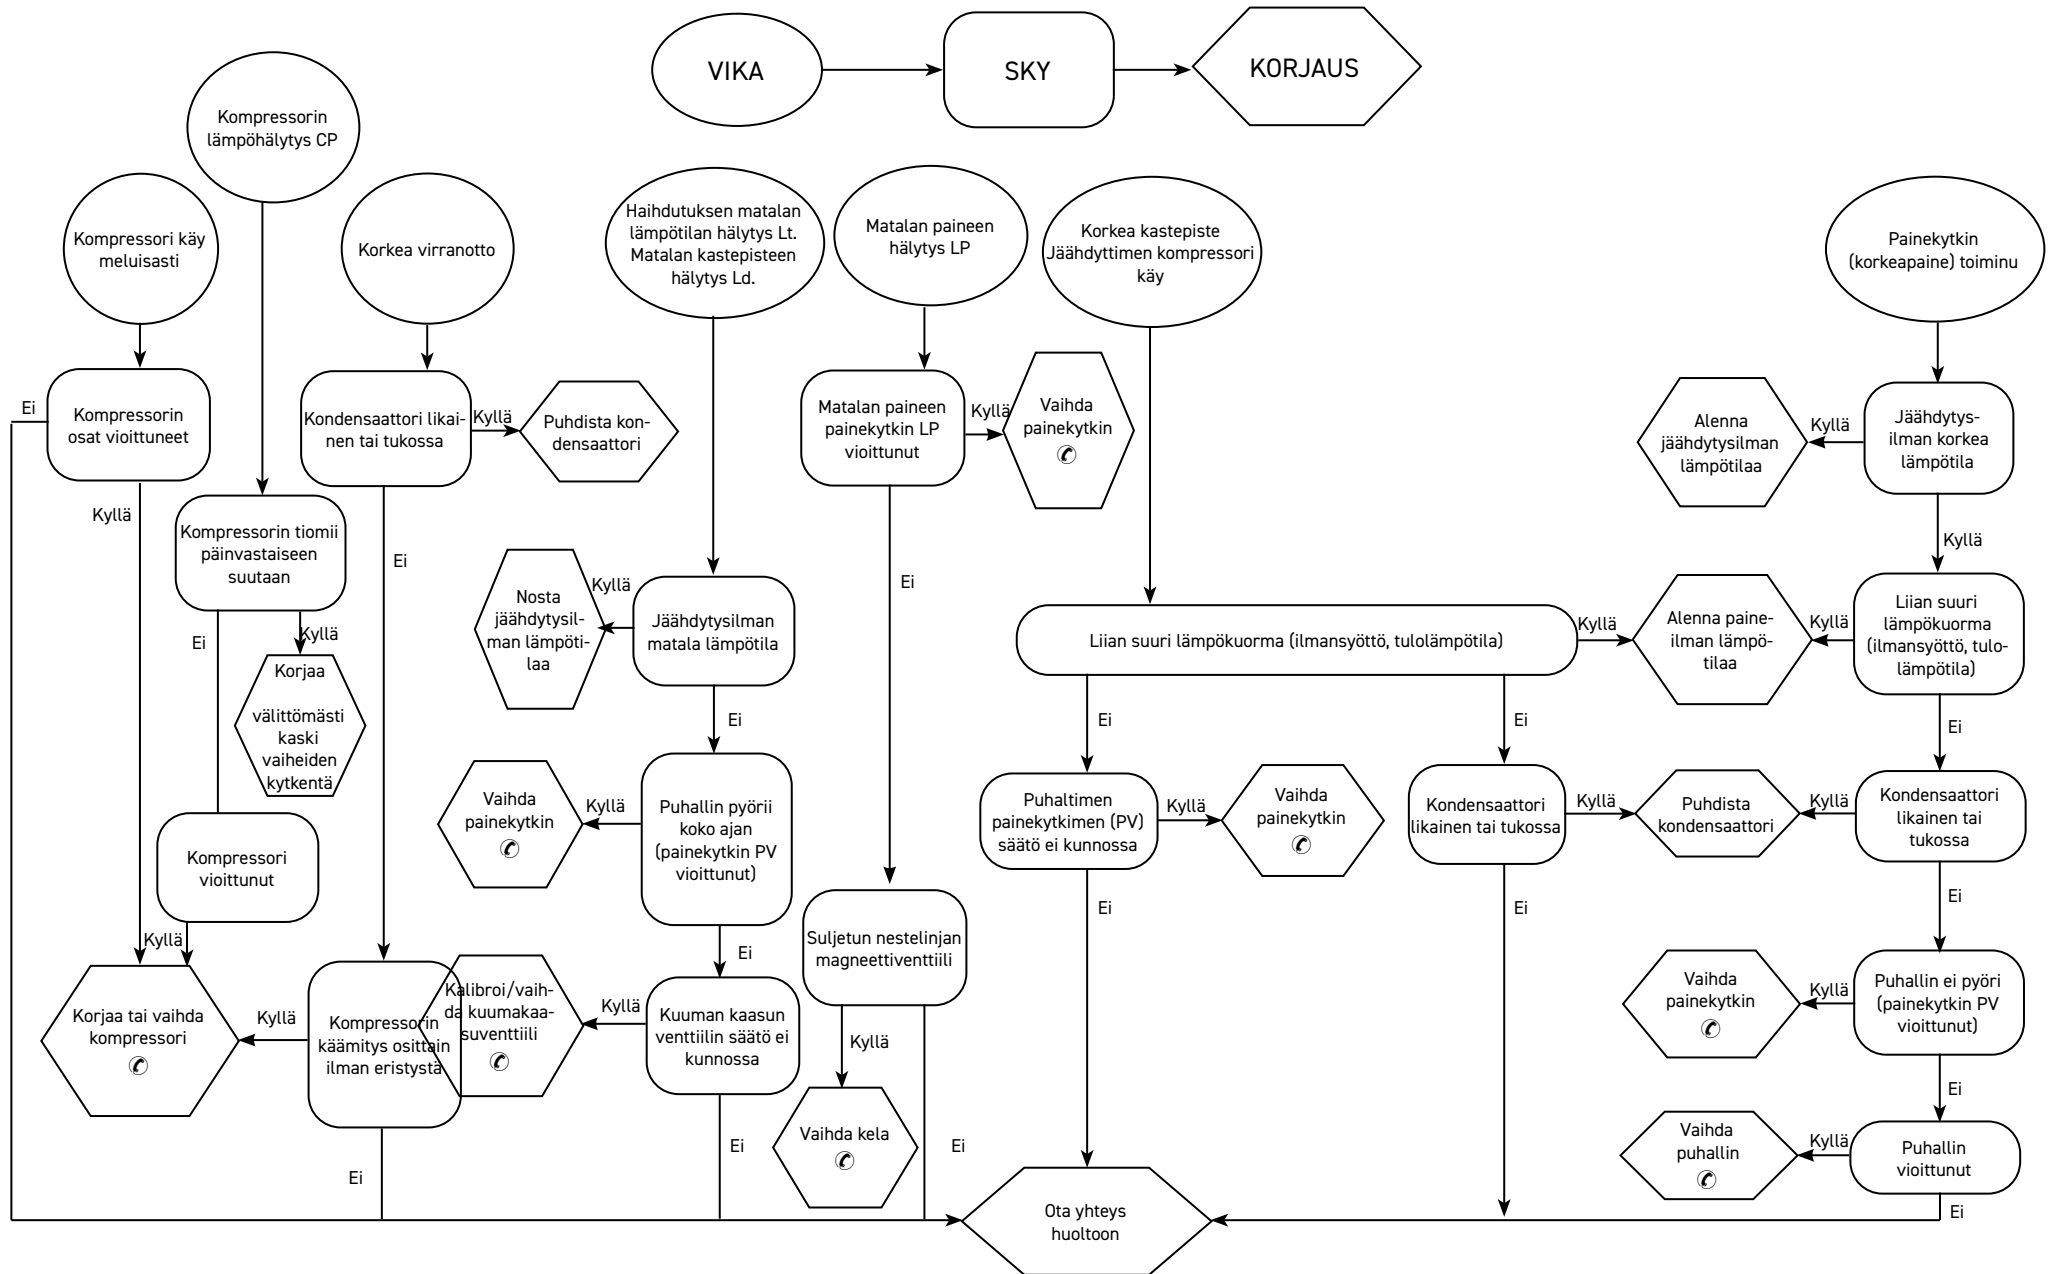 VIKA
SKY
KORJAUS
Kompressorin
lämpöhälytys CP
Kompressori käy
meluisasti
Korkea virranotto
Haihdutuksen matalan
lämpötilan hälytys Lt.
Matalan kastepisteen
hälytys Ld.
Matalan paineen
hälytys LP
Korkea kastepiste
Jäähdyttimen kompressori
käy
Painekytkin
(korkeapaine) toiminu
Ei
Kompressorin
osat vioittuneet
Kyllä
Kondensaattori likai-
nen tai tukossa
Kyllä
Puhdista kon-
densaattori
Matalan paineen
painekytkin LP
vioittunut
Kyllä
Vaihda
painekytkin
✆
Alenna
jäähdytysilman
lämpötilaa
Kyllä
Jäähdytys-
ilman korkea
lämpötila
Kyllä
Kompressorin tiomii
päinvastaiseen
suutaan
Ei
Kyllä
Korjaa
välittömästi
kaski
vaiheiden
kytkentä
Ei
Nosta
jäähdytysil-
man lämpöti-
laa
Kyllä
Jäähdytysilman
matala lämpötila
Ei
Ei
Liian suuri lämpökuorma (ilmansyöttö, tulolämpötila)
Kyllä
Alenna paine-
ilman lämpö-
tilaa
Kyllä
Liian suuri
lämpökuorma
(ilmansyöttö, tulo-
lämpötila)
Ei
Ei
Ei
Vaihda
painekytkin
✆
Kyllä
Puhallin pyörii
koko ajan
(painekytkin PV
vioittunut)
Ei
Puhaltimen
painekytkimen (PV)
säätö ei kunnossa
Kyllä
Vaihda
painekytkin
✆
Ei
Kondensaattori
likainen tai tukossa
Kyllä
Puhdista
kondensaattori
Kyllä
Kondensaattori
likainen tai
tukossa
Ei
Ei
Kompressori
vioittunut
Kyllä
Korjaa tai vaihda
kompressori
✆
Kyllä
Kompressorin
käämitys osittain
ilman eristystä
Ei
Kalibroi/vaih-
da kuumakaa-
suventtiili
✆
Kyllä
Kuuman kaasun
venttiilin säätö ei
kunnossa
Ei
Suljetun nestelinjan
magneettiventtiili
Kyllä
Vaihda kela
✆
Ei
Vaihda
painekytkin
✆
Kyllä
Puhallin ei pyöri
(painekytkin PV
vioittunut)
Ei
Vaihda
puhallin
✆
Kyllä
Puhallin
vioittunut
Ei
Ota yhteys
huoltoon